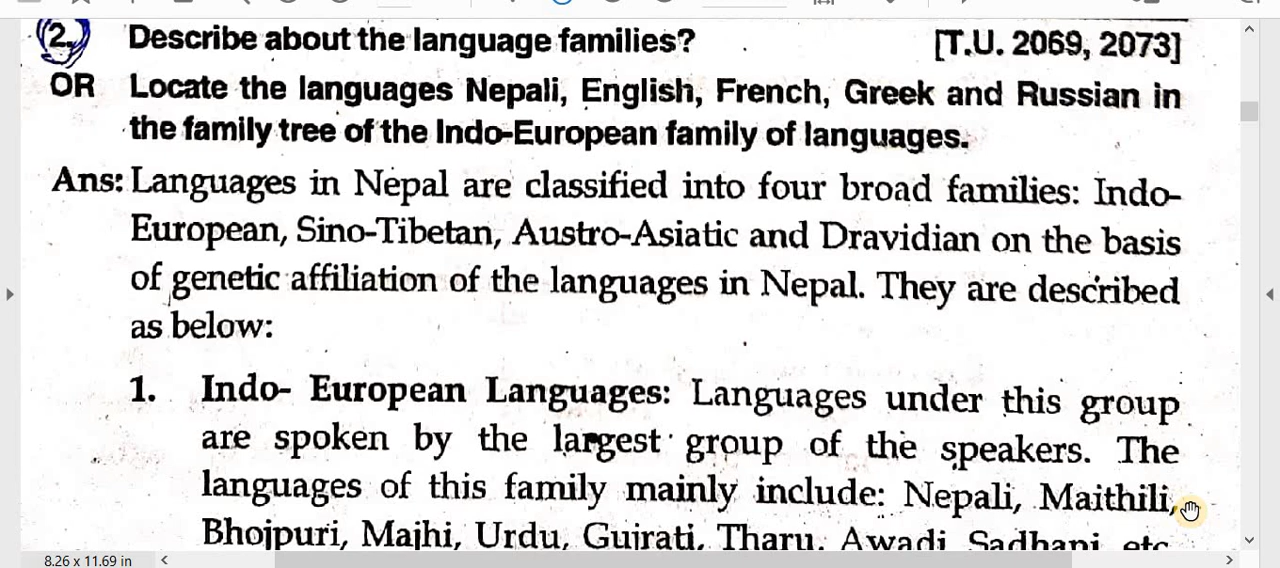 2. Describe about the language families? [T.U. 2069, 2073]
OR Locate the languages Nepali, English, French, Greek and Russian in
the family tree of the Indo-European family of languages.
Ans: Languages in Nepal are classified into four broad families: Indo-
European, Sino-Tibetan, Austro-Asiatic and Dravidian on the basis
of genetic affiliation of the languages in Nepal. They are described
as below:
1. Indo- European Languages: Languages under this group
are spoken by the largest group of the speakers. The
languages of this family mainly include: Nepali, Maithili,
Bhojpuri, Majhi, Urdu, Gujrati, Tharu, Awadi, Sadhani, etc
8.26 x 11.69 in